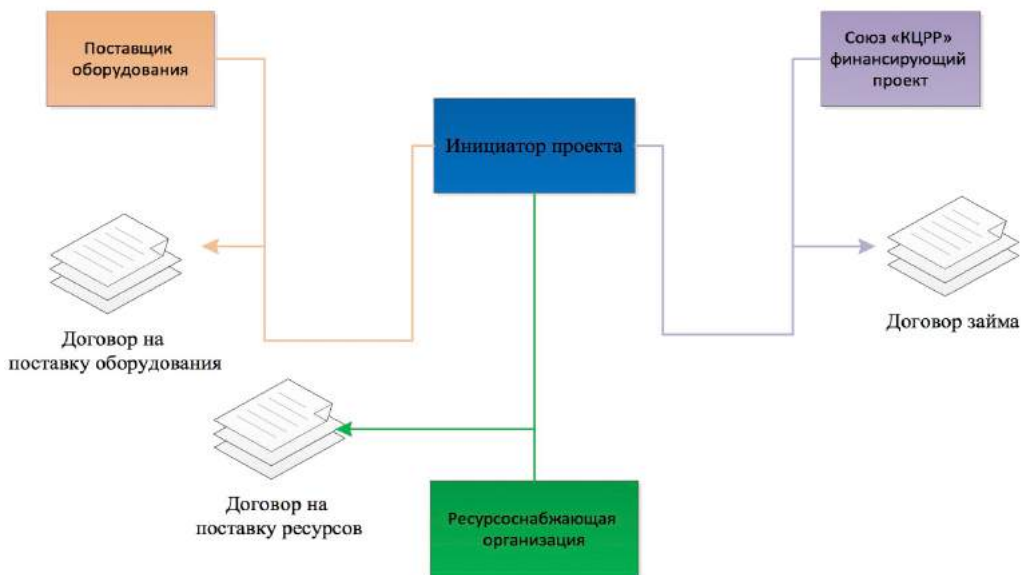 Поставщик
оборудования
Союз «КЦРР»
финансирующий
проект
Инициатор проекта
Договор на
поставку оборудования
Договор займа
Договор на
поставку ресурсов
Ресурсоснабжающая
организация